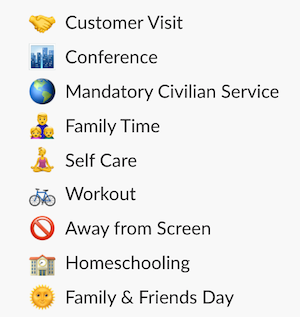 Customer Visit
Conference
Mandatory Civilian Service
Family Time
Self Care
Workout
Away from Screen
Homeschooling
Family & Friends Day